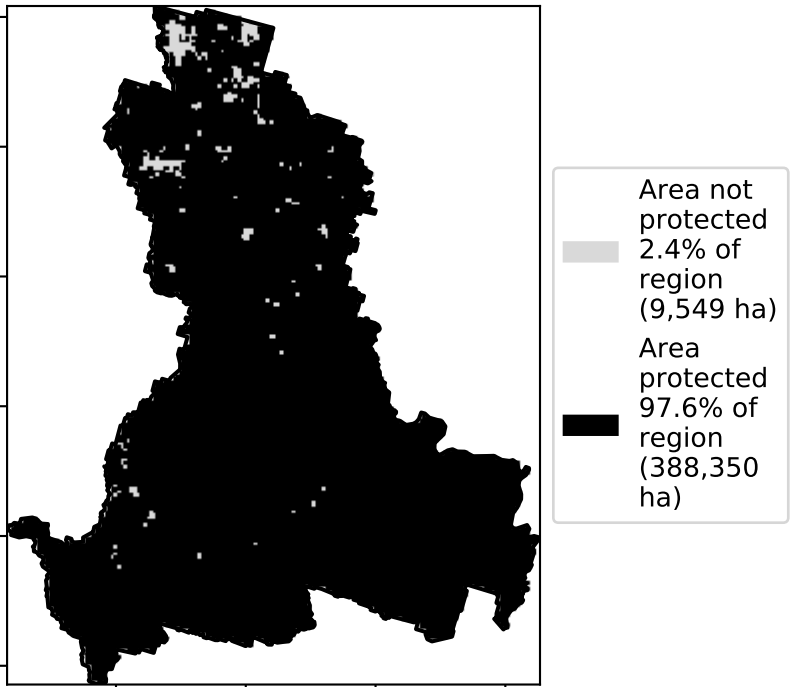 Area not
protected
2.4% of
region
(9,549 ha)
Area
protected
97.6% of
region
(388,350
ha)